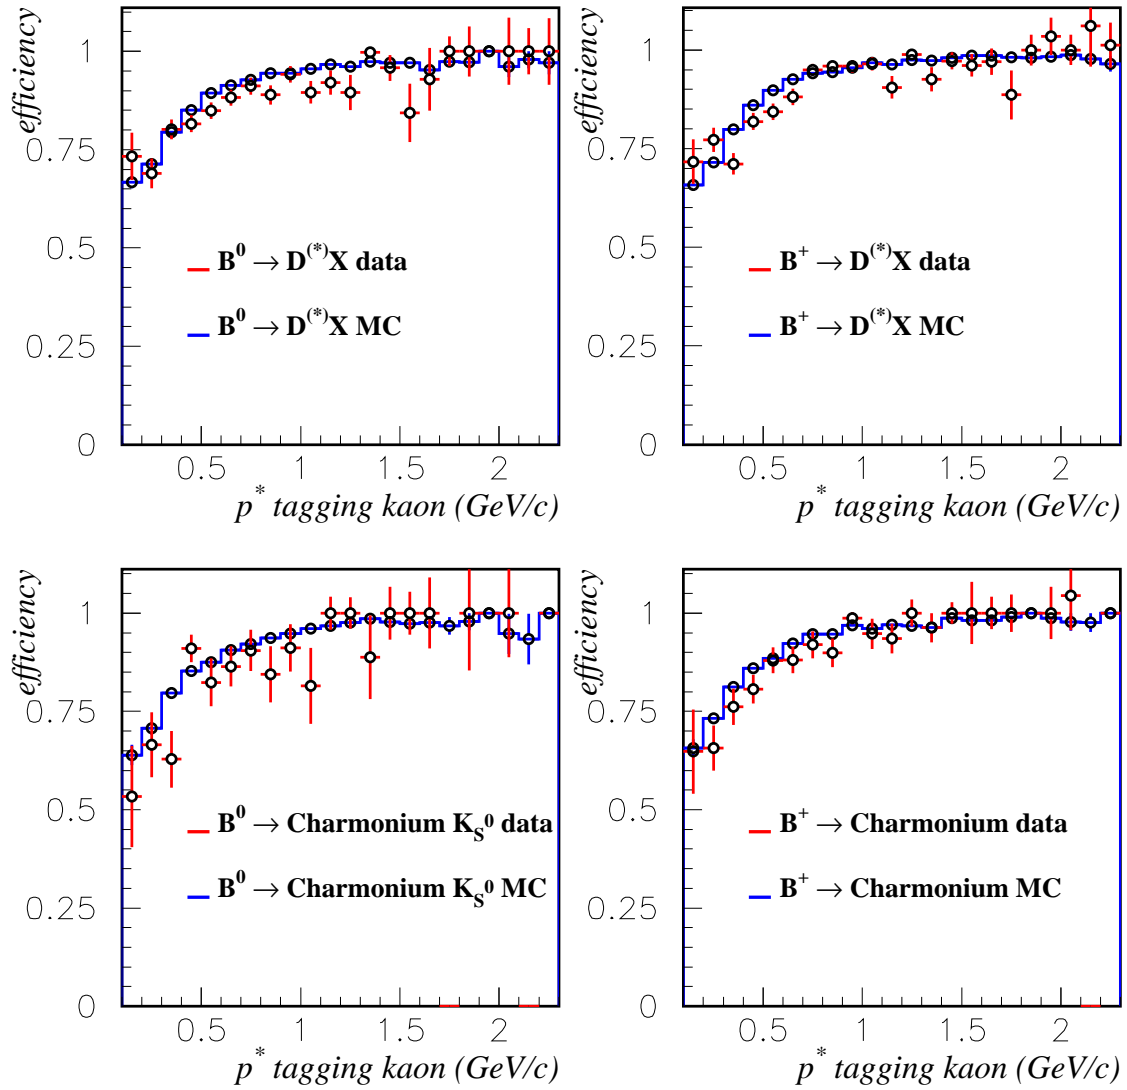 efficiency
1
0.75
0.5
0.25
0
B⁰ → D⁽*⁾X data
B⁰ → D⁽*⁾X MC
0.5 1 1.5 2
p* tagging kaon (GeV/c)
efficiency
1
0.75
0.5
0.25
0
B⁺ → D⁽*⁾X data
B⁺ → D⁽*⁾X MC
0.5 1 1.5 2
p* tagging kaon (GeV/c)
efficiency
1
0.75
0.5
0.25
0
B⁰ → Charmonium K_S⁰ data
B⁰ → Charmonium K_S⁰ MC
0.5 1 1.5 2
p* tagging kaon (GeV/c)
efficiency
1
0.75
0.5
0.25
0
B⁺ → Charmonium data
B⁺ → Charmonium MC
0.5 1 1.5 2
p* tagging kaon (GeV/c)